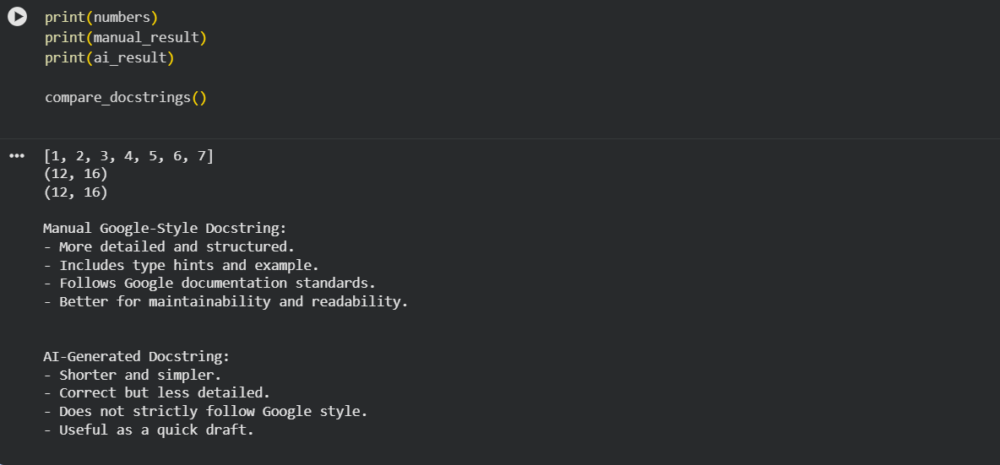 print(numbers)
print(manual_result)
print(ai_result)
compare_docstrings()
[1, 2, 3, 4, 5, 6, 7]
(12, 16)
(12, 16)
Manual Google-Style Docstring:
- More detailed and structured.
- Includes type hints and example.
- Follows Google documentation standards.
- Better for maintainability and readability.
AI-Generated Docstring:
- Shorter and simpler.
- Correct but less detailed.
- Does not strictly follow Google style.
- Useful as a quick draft.